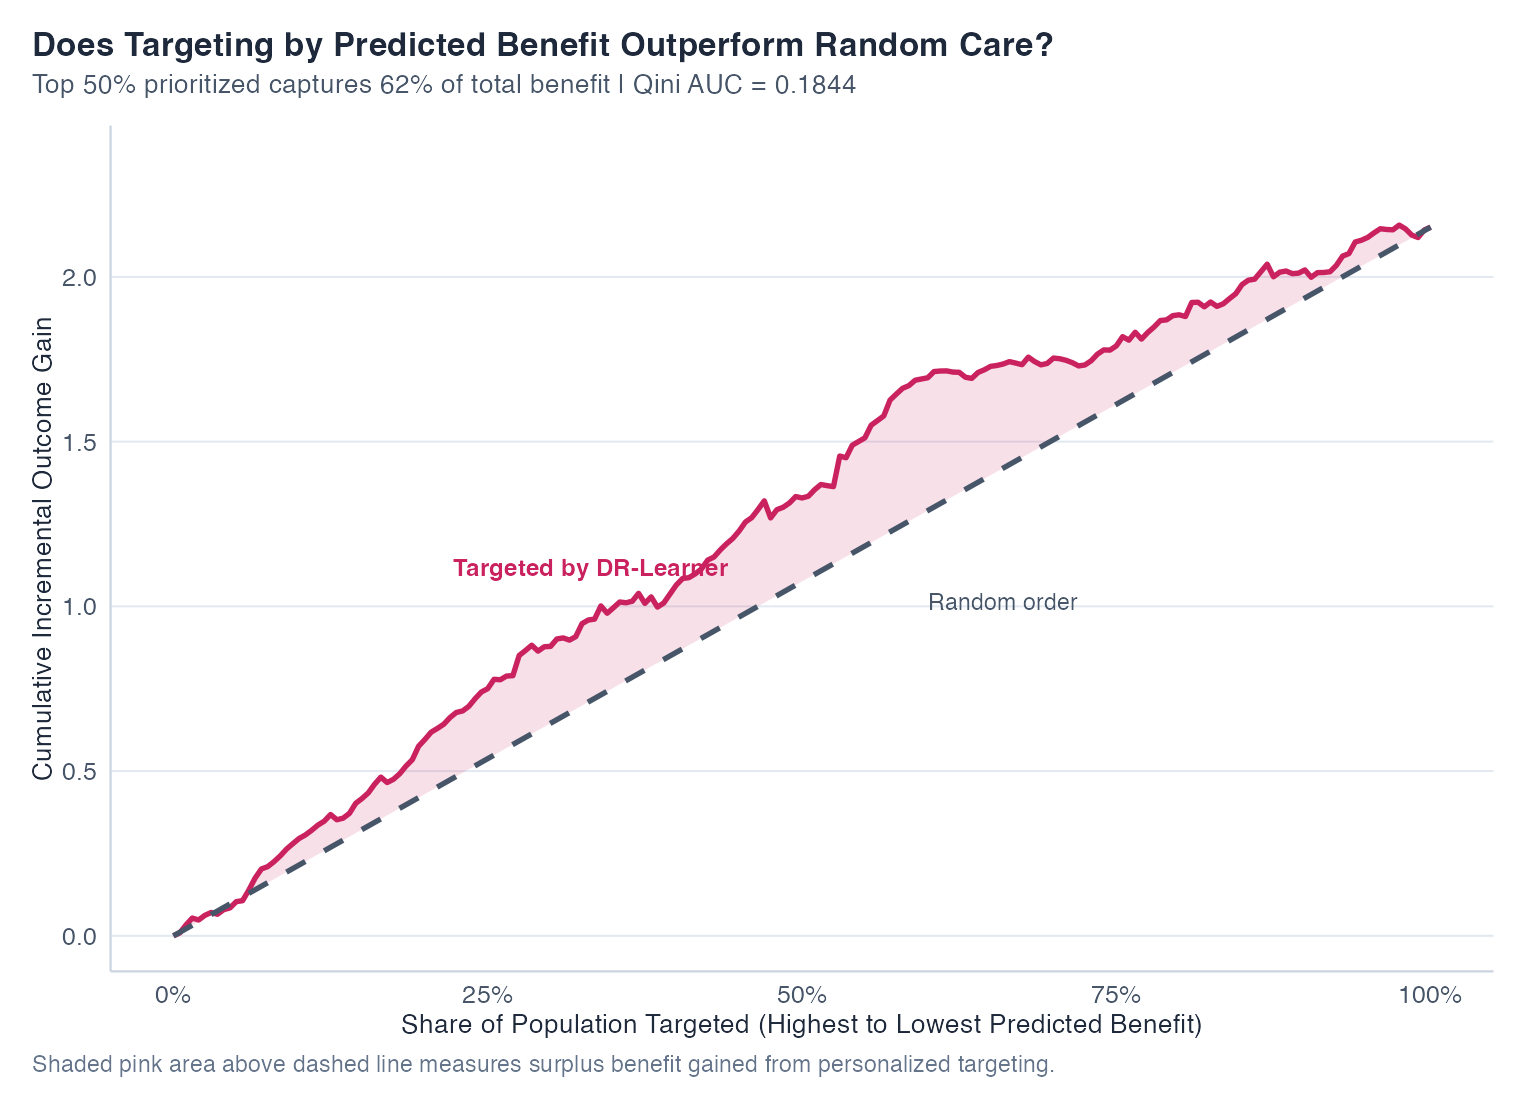 Does Targeting by Predicted Benefit Outperform Random Care?
Top 50% prioritized captures 62% of total benefit | Qini AUC = 0.1844
Cumulative Incremental Outcome Gain
2.0
1.5
1.0
0.5
0.0
Targeted by DR-Learner
Random order
0%
25%
50%
75%
100%
Share of Population Targeted (Highest to Lowest Predicted Benefit)
Shaded pink area above dashed line measures surplus benefit gained from personalized targeting.